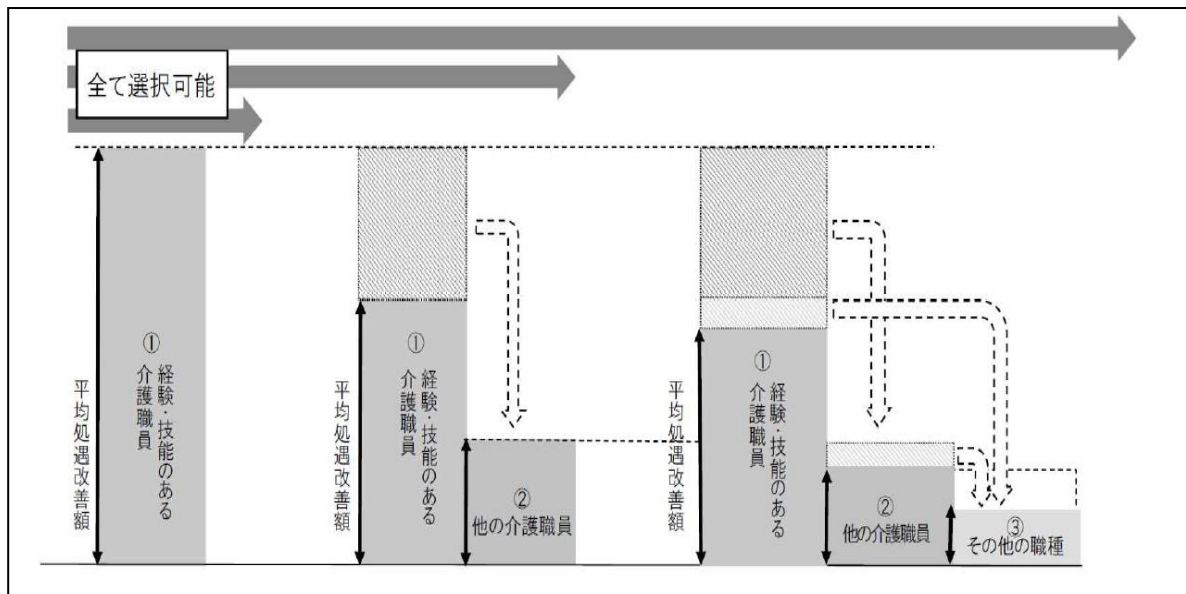 全て選択可能
平均処遇改善額
①
経験・技能のある
介護職員
平均処遇改善額
①
経験・技能のある
介護職員
②
他の介護職員
平均処遇改善額
①
経験・技能のある
介護職員
②
他の介護職員
③
その他の職種